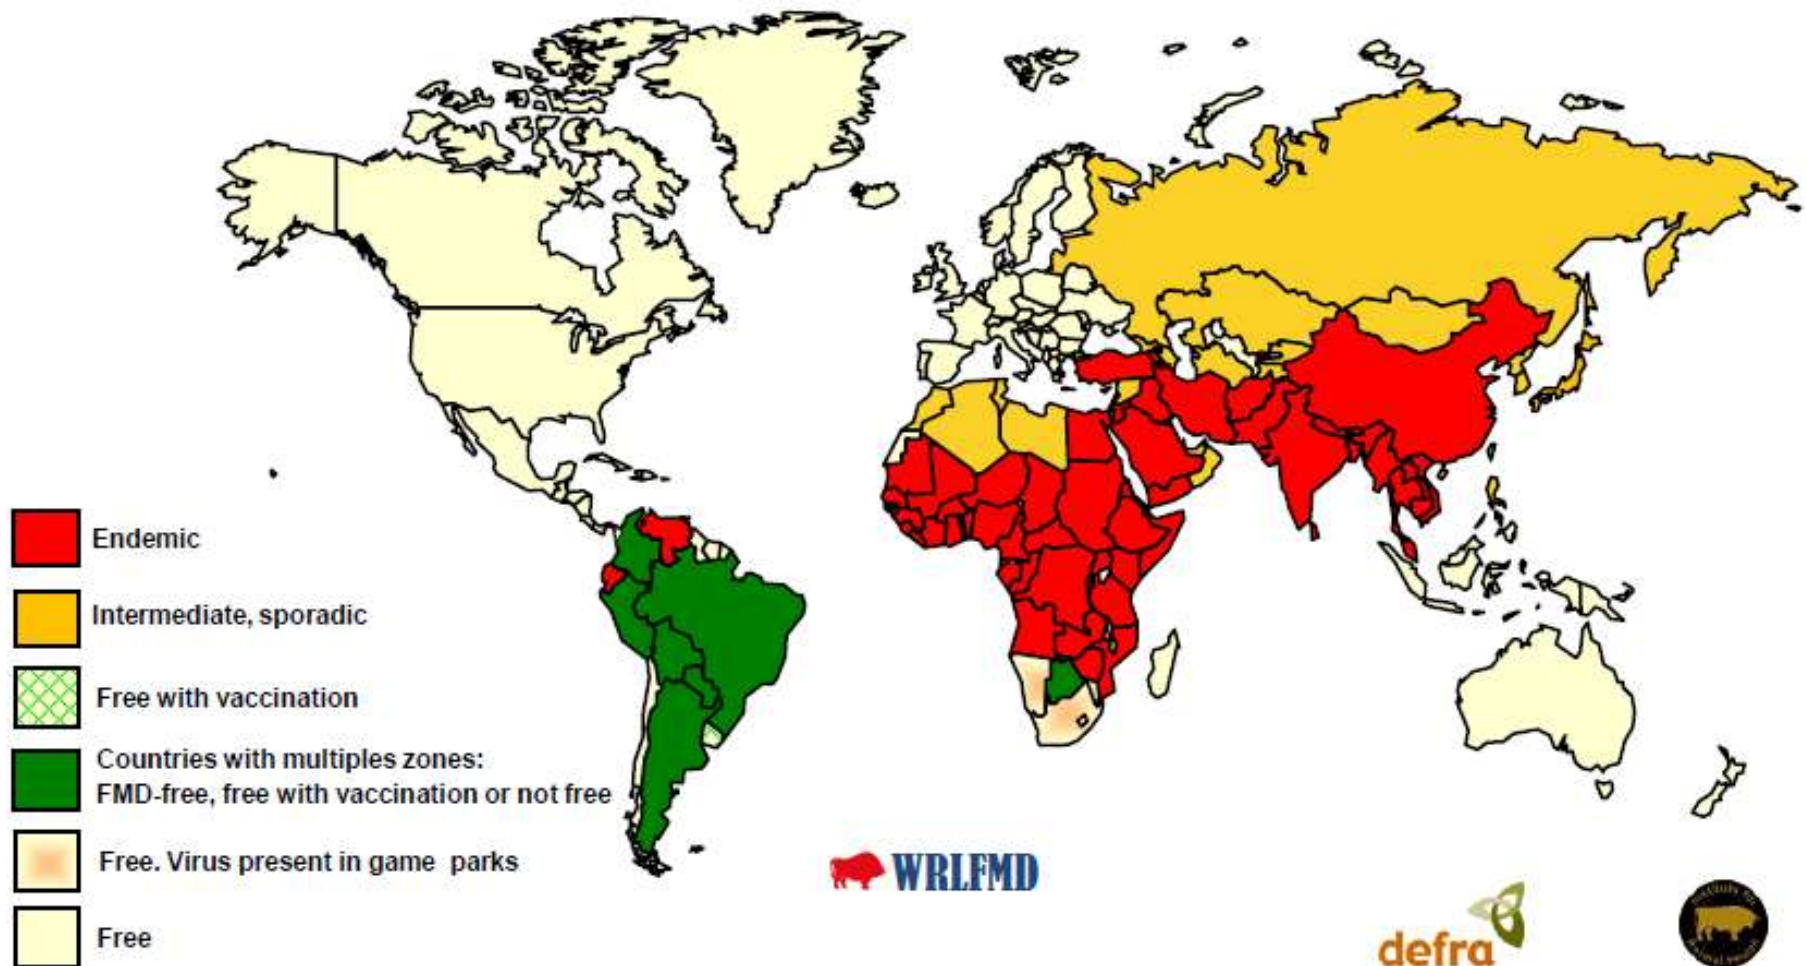 Endemic
Intermediate, sporadic
Free with vaccination
Countries with multiples zones:
FMD-free, free with vaccination or not free
Free. Virus present in game parks
Free
WRLFMD
defra